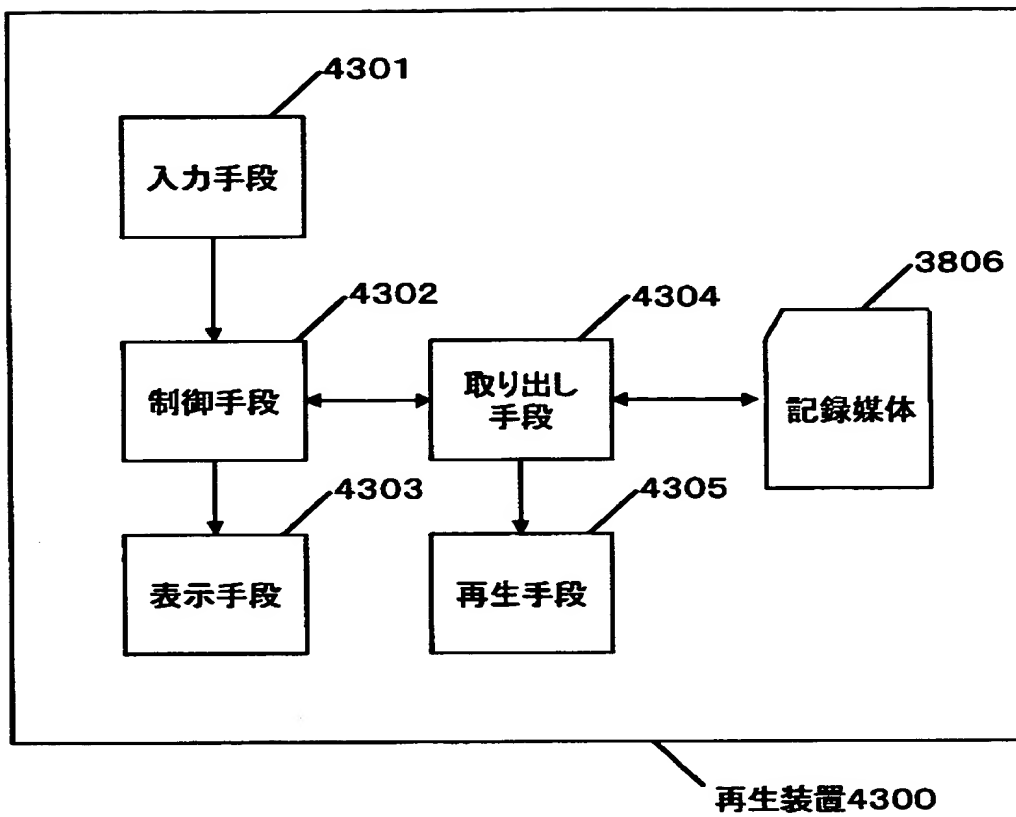 4301
入力手段
3806
4302
4304
制御手段
取り出し
手段
記録媒体
4303
4305
表示手段
再生手段
再生装置4300